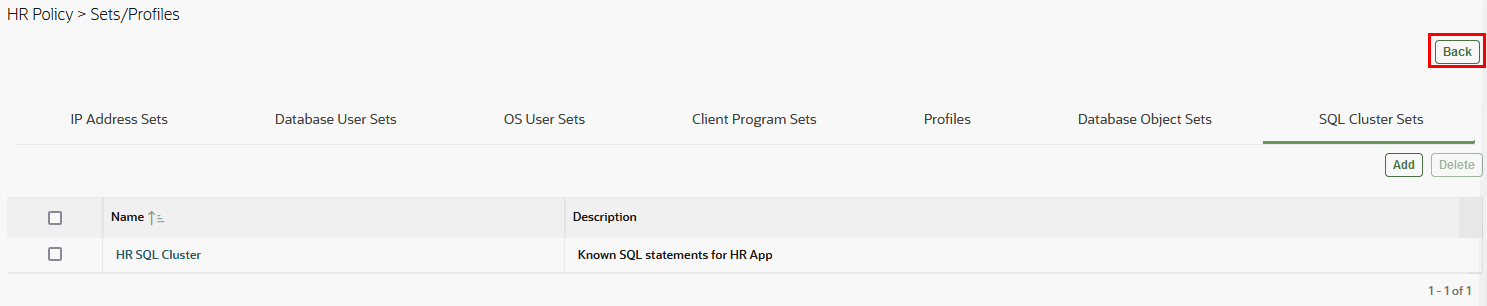 HR Policy > Sets/Profiles
Back
IP Address Sets Database User Sets OS User Sets Client Program Sets Profiles Database Object Sets SQL Cluster Sets
Add Delete
Name Description
HR SQL Cluster Known SQL statements for HR App
1 - 1 of 1